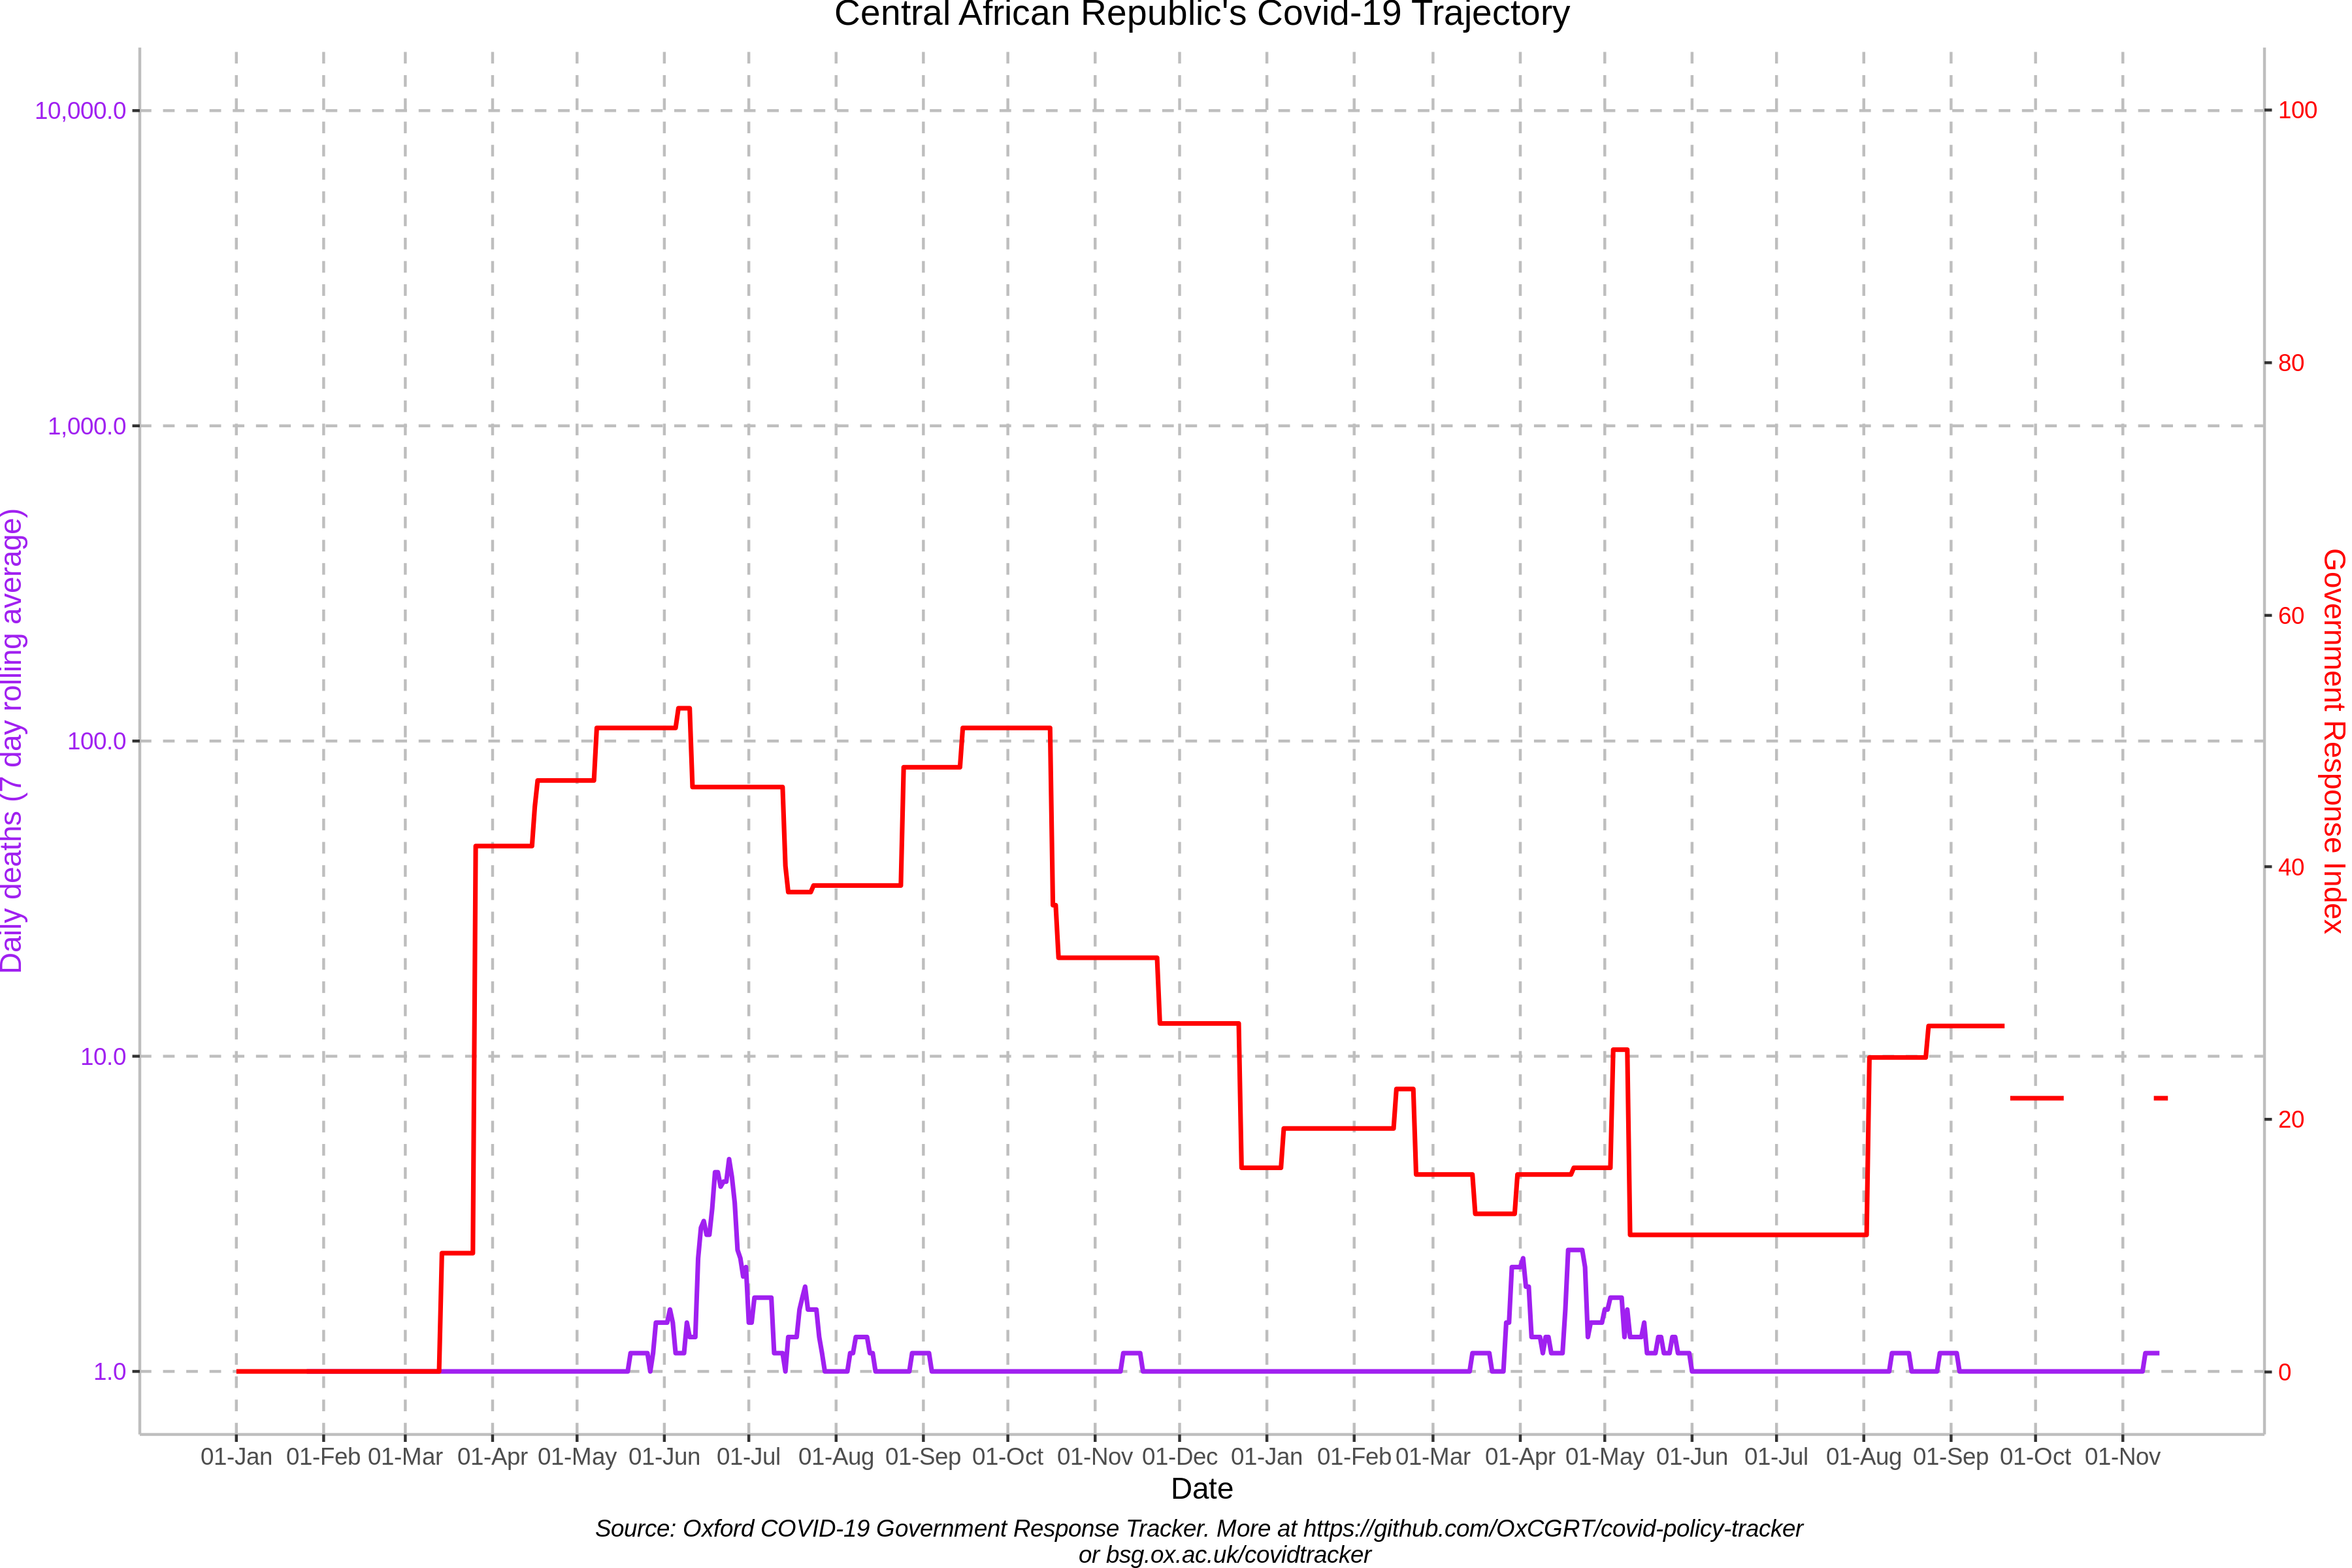 Central African Republic's Covid-19 Trajectory
10,000.0
1,000.0
100.0
10.0
1.0
Daily deaths (7 day rolling average)
100
80
60
40
20
0
Government Response Index
01-Jan 01-Feb 01-Mar 01-Apr 01-May 01-Jun 01-Jul 01-Aug 01-Sep 01-Oct 01-Nov 01-Dec 01-Jan 01-Feb 01-Mar 01-Apr 01-May 01-Jun 01-Jul 01-Aug 01-Sep 01-Oct 01-Nov
Date
Source: Oxford COVID-19 Government Response Tracker. More at https://github.com/OxCGRT/covid-policy-tracker
or bsg.ox.ac.uk/covidtracker